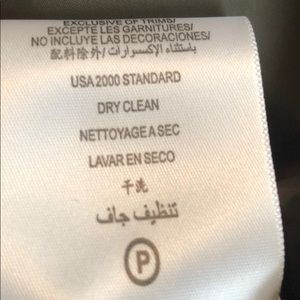 EXCLUSIVE OF TRIMS/
EXCEPTE LES GARNITURES/
NO INCLUYE LAS DECORACIONES/
配料除外/ باستثناء الإكسسوارات/
USA 2000 STANDARD
DRY CLEAN
NETTOYAGE A SEC
LAVAR EN SECO
干洗
تنظيف جاف
P